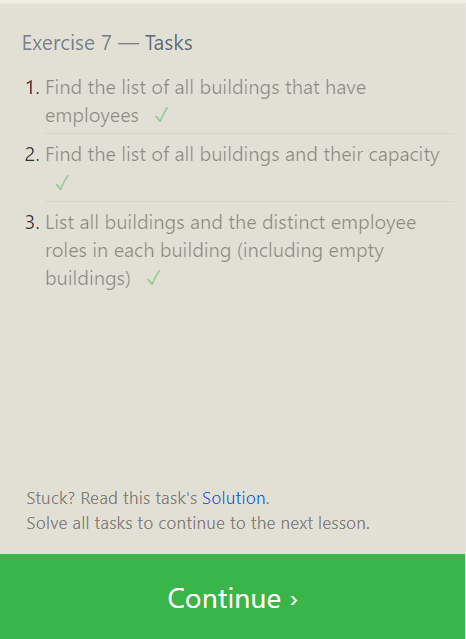 Exercise 7 — Tasks
1. Find the list of all buildings that have
employees ✓
2. Find the list of all buildings and their capacity
✓
3. List all buildings and the distinct employee
roles in each building (including empty
buildings) ✓
Stuck? Read this task's Solution.
Solve all tasks to continue to the next lesson.
Continue ›